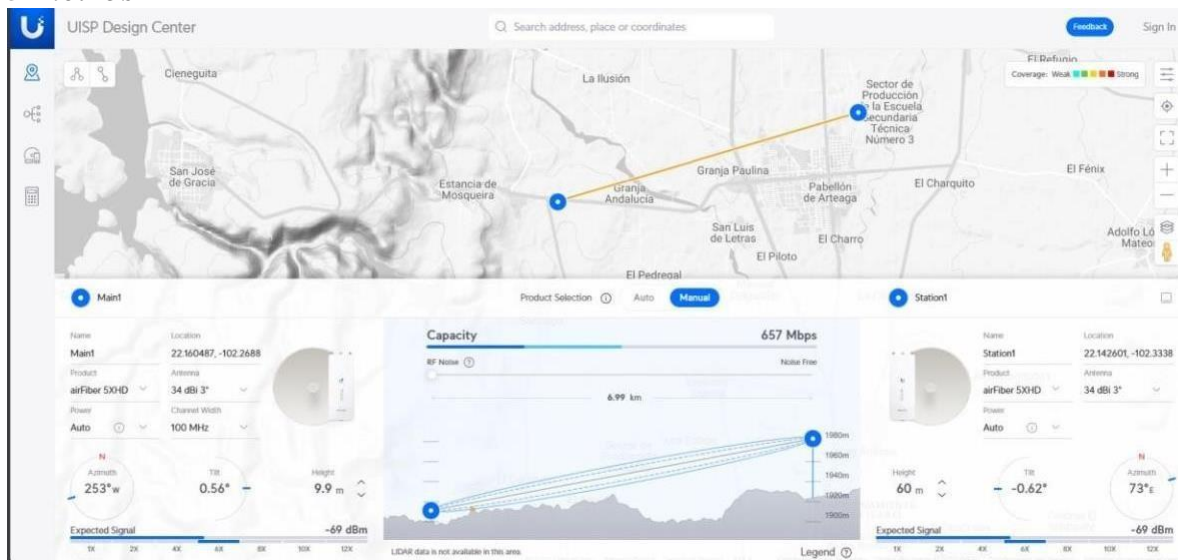 UISP Design Center
Search address, place or coordinates
Feedback
Sign In
Cieneguita
La Ilusión
El Refugio
Coverage: Weak Strong
Sector de
Producción
de la Escuela
Secundaria
Técnica
Número 3
San José
de Gracia
Estancia de
Mosqueira
Granja Paulina
Granja
Andalucía
Pabellón
de Arteaga
El Charquito
El Fénix
San Luis
de Letras
El Charro
Adolfo Ló
Mateo
El Piloto
El Pedregal
Main1
Product Selection
Auto
Manual
Station1
Name
Main1
Location
22.160487, -102.2688
Product
airFiber 5XHD
Antenna
34 dBi 3°
Power
Auto
Channel Width
100 MHz
N
Azimuth
253° W
Tilt
0.56°
Height
9.9 m
Expected Signal
-69 dBm
1X 2X 4X 6X 8X 10X 12X
Capacity
657 Mbps
RF Noise
Noise Free
6.99 km
1980m
1960m
1940m
1920m
1900m
LIDAR data is not available in this area.
Legend
Name
Station1
Location
22.142601, -102.3338
Product
airFiber 5XHD
Antenna
34 dBi 3°
Power
Auto
Height
60 m
Tilt
-0.62°
N
Azimuth
73° E
Expected Signal
-69 dBm
1X 2X 4X 6X 8X 10X 12X